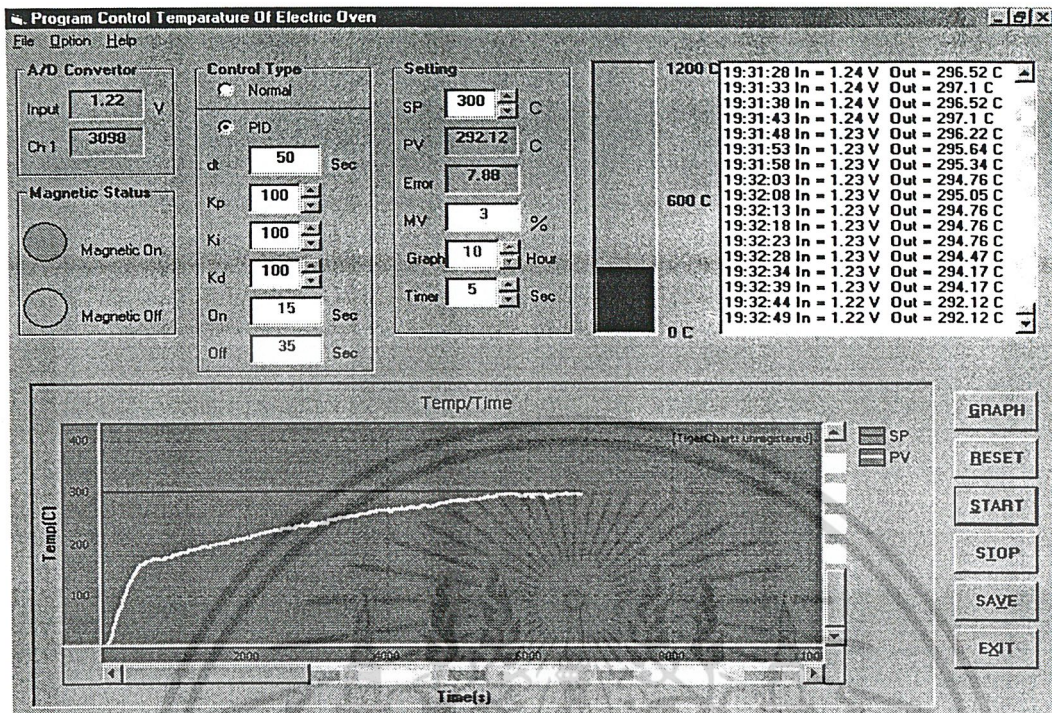 Program Control Temparature Of Electric Oven
File Option Help
A/D Convertor
Input 1.22 V
Ch 1 3098
Magnetic Status
Magnetic On
Magnetic Off
Control Type
Normal
PID
dt 50 Sec
Kp 100
Ki 100
Kd 100
On 15 Sec
Off 35 Sec
Setting
SP 300 C
PV 292.12 C
Error 7.88
MV 3 %
Graph 10 Hour
Timer 5 Sec
1200 C
600 C
0 C
19:31:28 In = 1.24 V Out = 296.52 C
19:31:33 In = 1.24 V Out = 297.1 C
19:31:38 In = 1.24 V Out = 296.52 C
19:31:43 In = 1.24 V Out = 297.1 C
19:31:48 In = 1.23 V Out = 296.22 C
19:31:53 In = 1.23 V Out = 295.64 C
19:31:58 In = 1.23 V Out = 295.34 C
19:32:03 In = 1.23 V Out = 294.76 C
19:32:08 In = 1.23 V Out = 295.05 C
19:32:13 In = 1.23 V Out = 294.76 C
19:32:18 In = 1.23 V Out = 294.76 C
19:32:23 In = 1.23 V Out = 294.76 C
19:32:28 In = 1.23 V Out = 294.47 C
19:32:34 In = 1.23 V Out = 294.17 C
19:32:39 In = 1.23 V Out = 294.17 C
19:32:44 In = 1.22 V Out = 292.12 C
19:32:49 In = 1.22 V Out = 292.12 C
Temp/Time
[TigerChart: unregistered]
SP
PV
Temp(C)
400
300
200
100
2000 4000 6000 8000 100
Time(s)
GRAPH
RESET
START
STOP
SAVE
EXIT